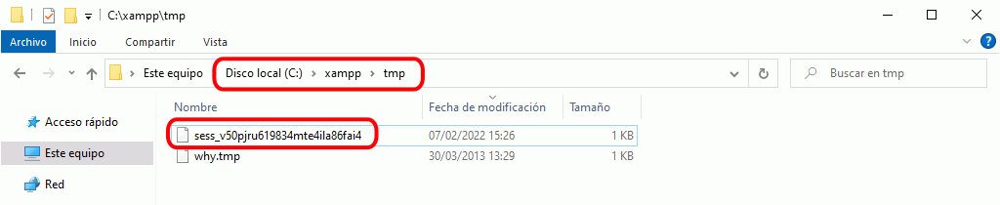 C:\xampp\tmp
Archivo Inicio Compartir Vista
Este equipo Disco local (C:) xampp tmp Buscar en tmp
Nombre Fecha de modificación Tamaño
Acceso rápido sess_v50pjru619834mte4ila86fai4 07/02/2022 15:26 1 KB
Este equipo why.tmp 30/03/2013 13:29 1 KB
Red